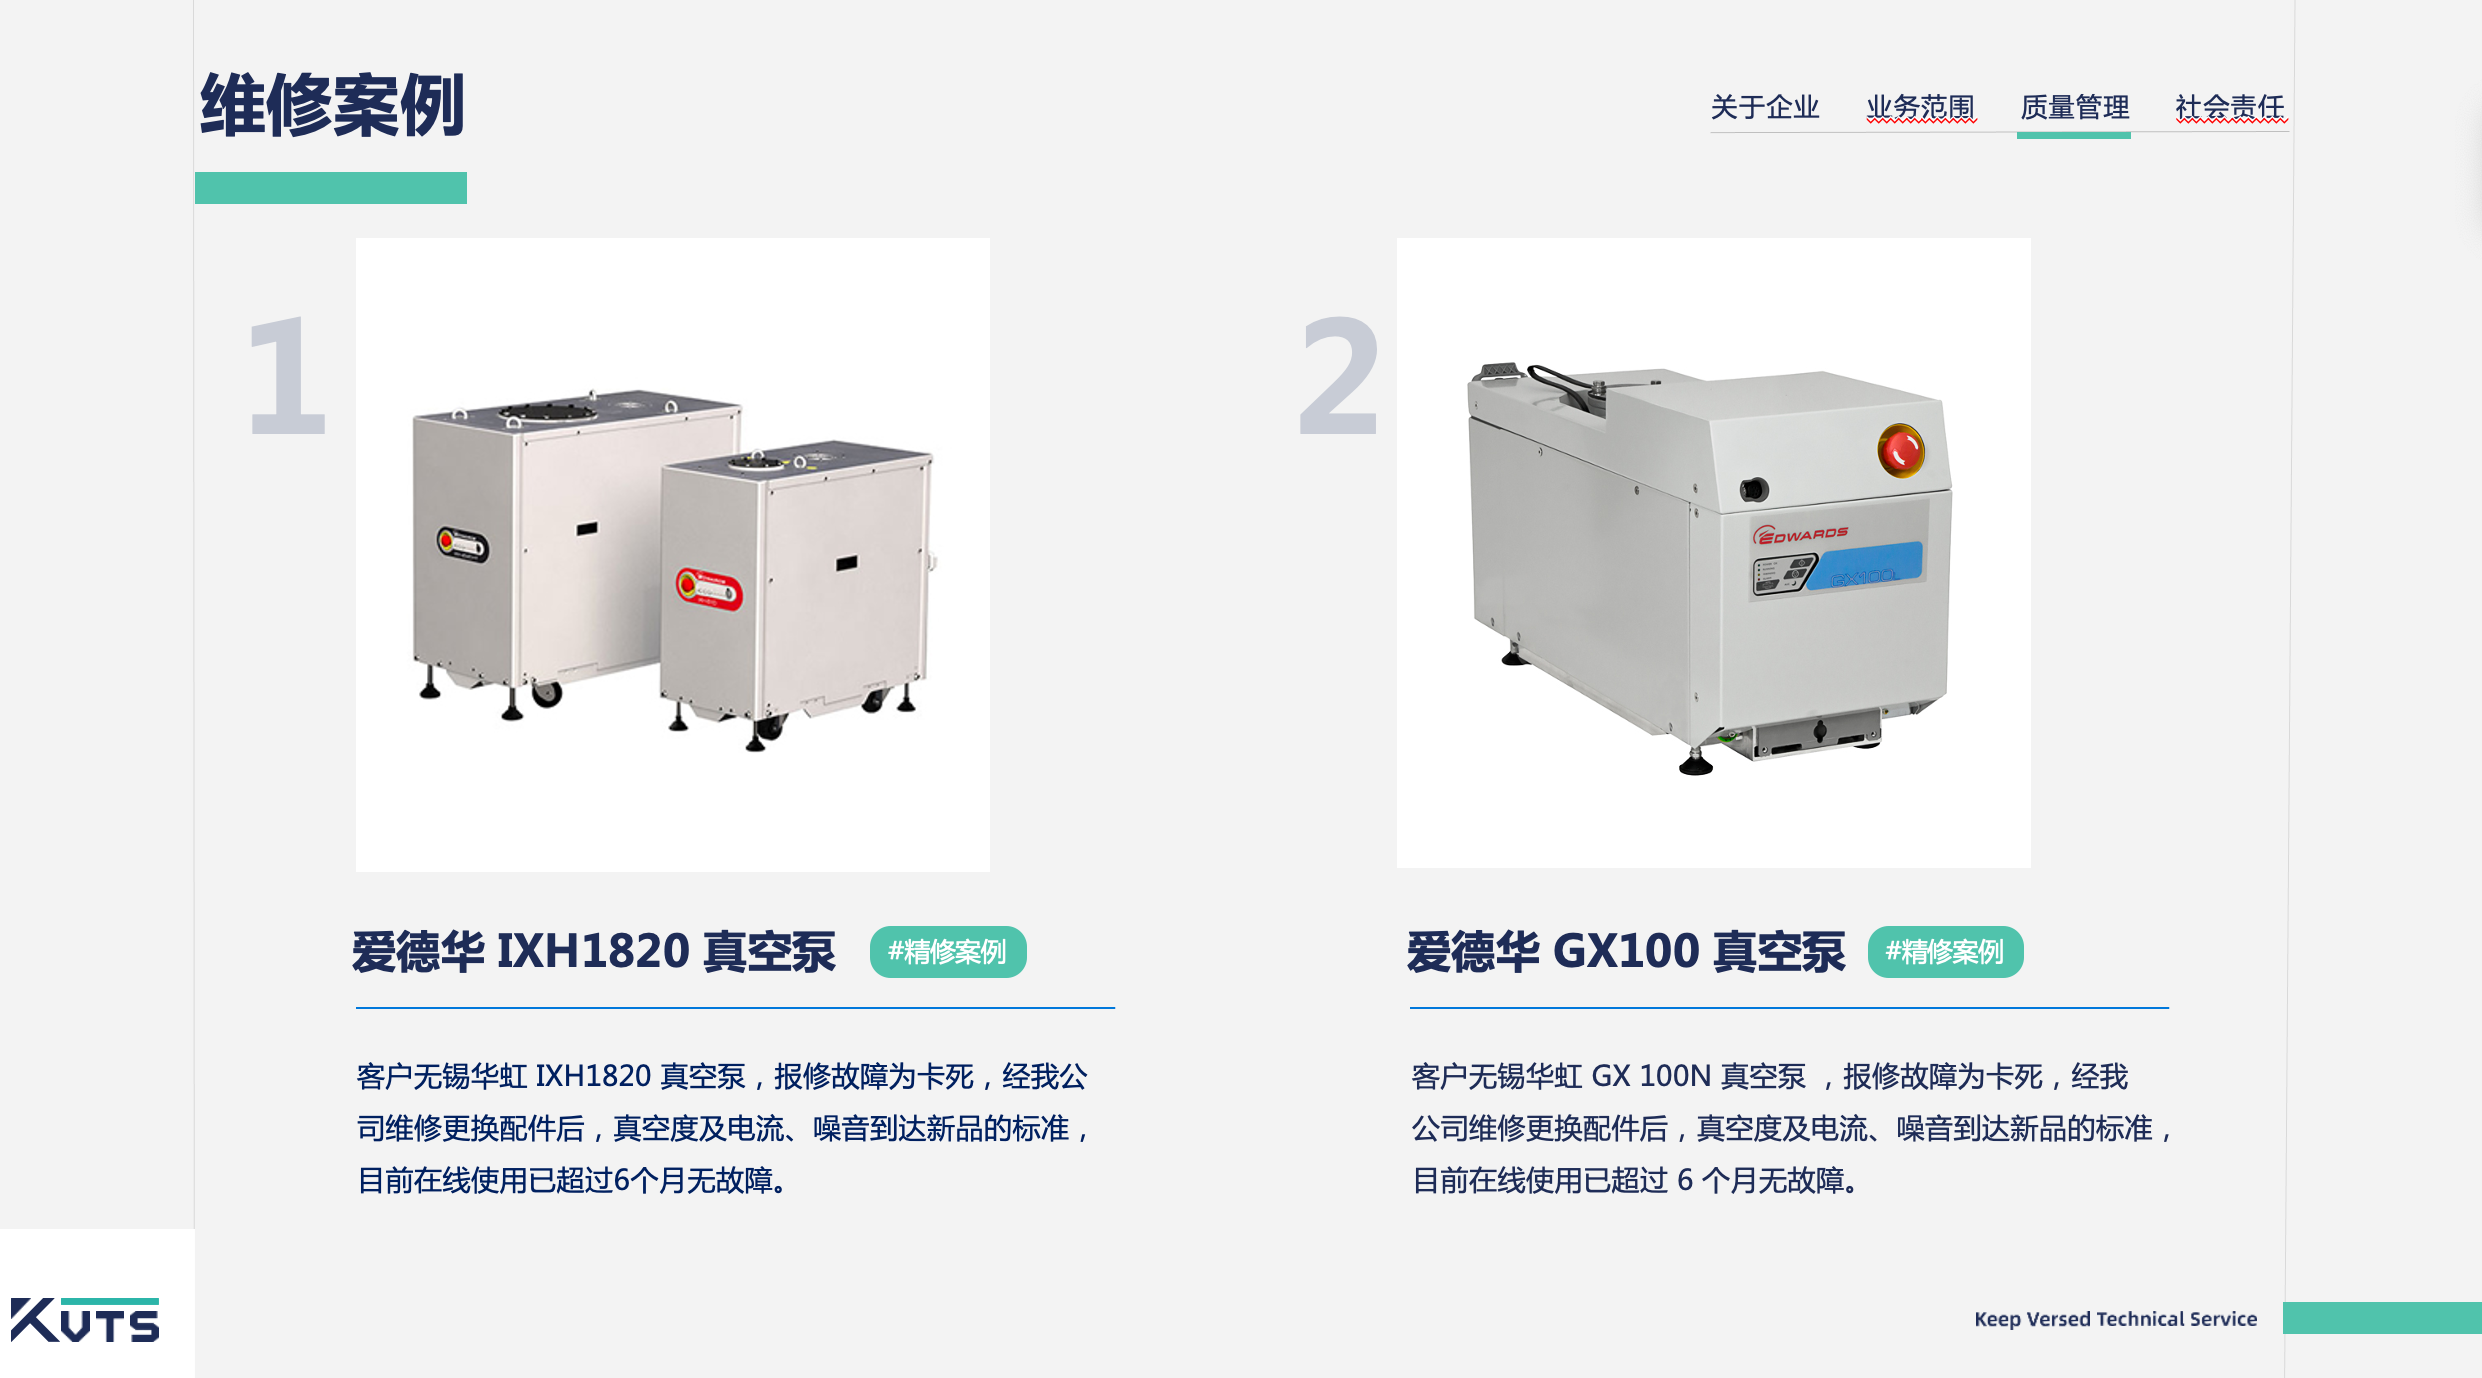 维修案例
关于企业 业务范围 质量管理 社会责任
1
2
EDWARDS
GX100L
爱德华 IXH1820 真空泵 #精修案例
客户无锡华虹 IXH1820 真空泵，报修故障为卡死，经我公
司维修更换配件后，真空度及电流、噪音到达新品的标准，
目前在线使用已超过6个月无故障。
爱德华 GX100 真空泵 #精修案例
客户无锡华虹 GX 100N 真空泵 ，报修故障为卡死，经我
公司维修更换配件后，真空度及电流、噪音到达新品的标准，
目前在线使用已超过 6 个月无故障。
KVTS
Keep Versed Technical Service